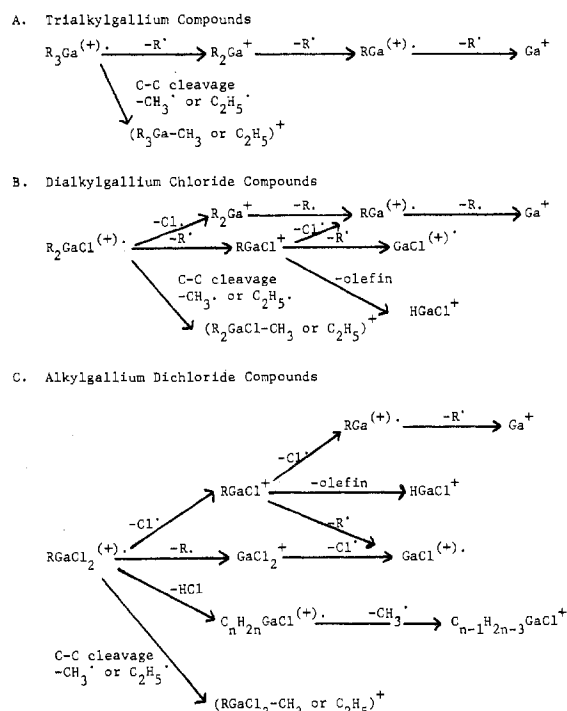 A. Trialkylgallium Compounds
R₃Ga(+)· –R· R₂Ga⁺ –R· RGa(+)· –R· Ga⁺
C-C cleavage
-CH₃· or C₂H₅·
(R₃Ga-CH₃ or C₂H₅)⁺
B. Dialkylgallium Chloride Compounds
–Cl. R₂Ga⁺ –R. RGa(+)· –R. Ga⁺
R₂GaCl(+)· –R· RGaCl⁺ –Cl· –R· GaCl(+)·
C-C cleavage
-CH₃· or C₂H₅·
–olefin
HGaCl⁺
(R₂GaCl-CH₃ or C₂H₅)⁺
C. Alkylgallium Dichloride Compounds
RGa(+)· –R· Ga⁺
–Cl·
RGaCl⁺ –olefin HGaCl⁺
–Cl· –R·
RGaCl₂(+)· –R. GaCl₂⁺ –Cl· GaCl(+)·
–HCl
CₙH₂ₙGaCl(+)· –CH₃· Cₙ₋₁H₂ₙ₋₃GaCl⁺
C-C cleavage
-CH₃· or C₂H₅·
(RGaCl₂-CH₃ or C₂H₅)⁺